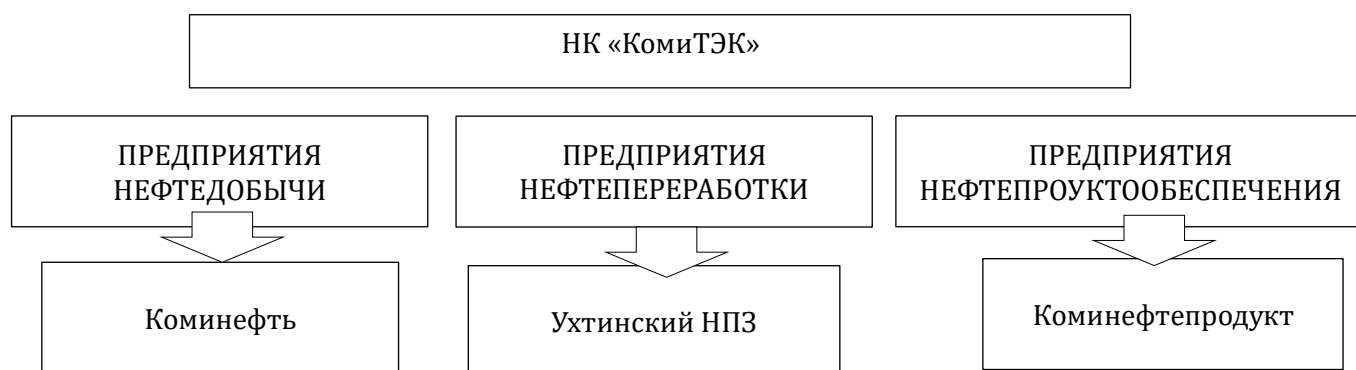 НК «КомиТЭК»
ПРЕДПРИЯТИЯ
НЕФТЕДОБЫЧИ
ПРЕДПРИЯТИЯ
НЕФТЕПЕРЕРАБОТКИ
ПРЕДПРИЯТИЯ
НЕФТЕПРОУКТООБЕСПЕЧЕНИЯ
Коминефть
Ухтинский НПЗ
Коминефтепродукт